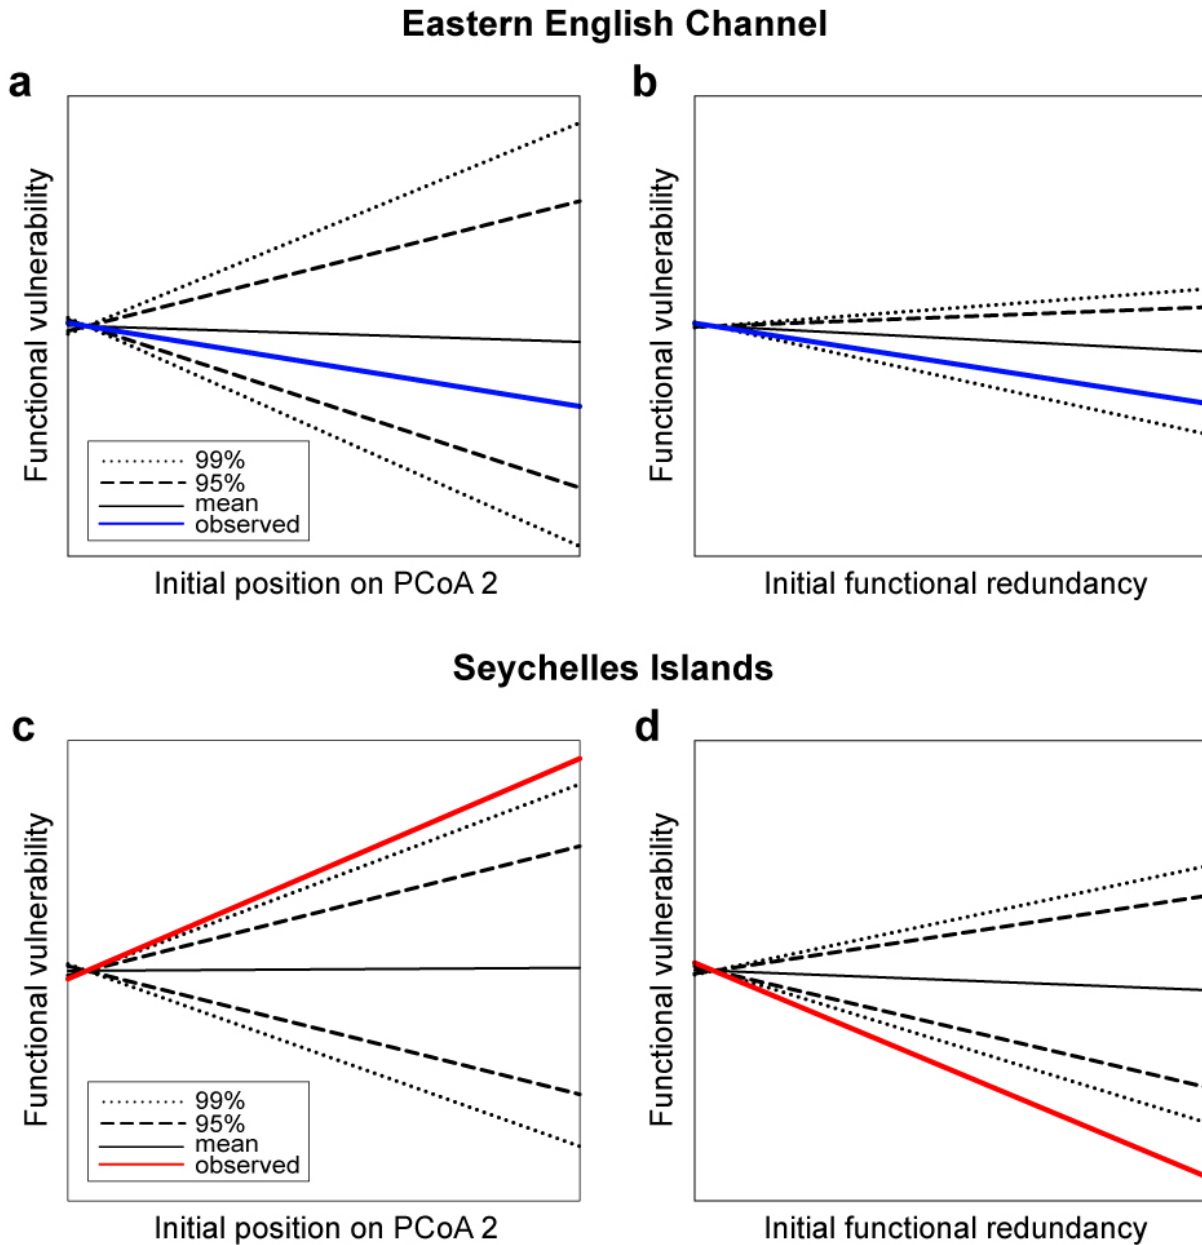 Eastern English Channel
a
b
Functional vulnerability
Functional vulnerability
99%
95%
mean
observed
Initial position on PCoA 2
Initial functional redundancy
Seychelles Islands
c
d
Functional vulnerability
Functional vulnerability
99%
95%
mean
observed
Initial position on PCoA 2
Initial functional redundancy